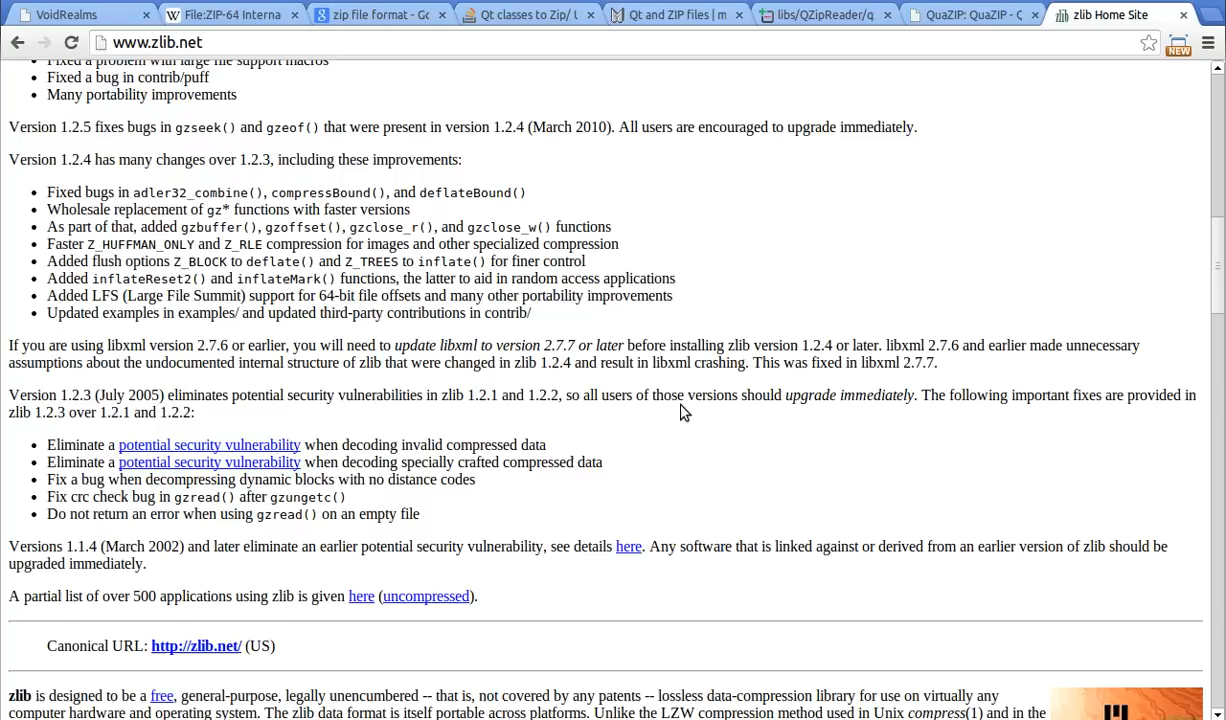 VoidRealms
File:ZIP-64 Interna
zip file format - Go
Qt classes to Zip/ U
Qt and ZIP files | m
libs/QZipReader/q
QuaZIP: QuaZIP - Q
zlib Home Site
www.zlib.net
NEW
Fixed a problem with large file support macros
• Fixed a bug in contrib/puff
• Many portability improvements
Version 1.2.5 fixes bugs in gzseek() and gzeof() that were present in version 1.2.4 (March 2010). All users are encouraged to upgrade immediately.
Version 1.2.4 has many changes over 1.2.3, including these improvements:
• Fixed bugs in adler32_combine(), compressBound(), and deflateBound()
• Wholesale replacement of gz* functions with faster versions
• As part of that, added gzbuffer(), gzoffset(), gzclose_r(), and gzclose_w() functions
• Faster Z_HUFFMAN_ONLY and Z_RLE compression for images and other specialized compression
• Added flush options Z_BLOCK to deflate() and Z_TREES to inflate() for finer control
• Added inflateReset2() and inflateMark() functions, the latter to aid in random access applications
• Added LFS (Large File Summit) support for 64-bit file offsets and many other portability improvements
• Updated examples in examples/ and updated third-party contributions in contrib/
If you are using libxml version 2.7.6 or earlier, you will need to update libxml to version 2.7.7 or later before installing zlib version 1.2.4 or later. libxml 2.7.6 and earlier made unnecessary
assumptions about the undocumented internal structure of zlib that were changed in zlib 1.2.4 and result in libxml crashing. This was fixed in libxml 2.7.7.
Version 1.2.3 (July 2005) eliminates potential security vulnerabilities in zlib 1.2.1 and 1.2.2, so all users of those versions should upgrade immediately. The following important fixes are provided in
zlib 1.2.3 over 1.2.1 and 1.2.2:
• Eliminate a potential security vulnerability when decoding invalid compressed data
• Eliminate a potential security vulnerability when decoding specially crafted compressed data
• Fix a bug when decompressing dynamic blocks with no distance codes
• Fix crc check bug in gzread() after gzungetc()
• Do not return an error when using gzread() on an empty file
Versions 1.1.4 (March 2002) and later eliminate an earlier potential security vulnerability, see details here. Any software that is linked against or derived from an earlier version of zlib should be
upgraded immediately.
A partial list of over 500 applications using zlib is given here (uncompressed).
Canonical URL: http://zlib.net/ (US)
zlib is designed to be a free, general-purpose, legally unencumbered -- that is, not covered by any patents -- lossless data-compression library for use on virtually any
computer hardware and operating system. The zlib data format is itself portable across platforms. Unlike the LZW compression method used in Unix compress(1) and in the